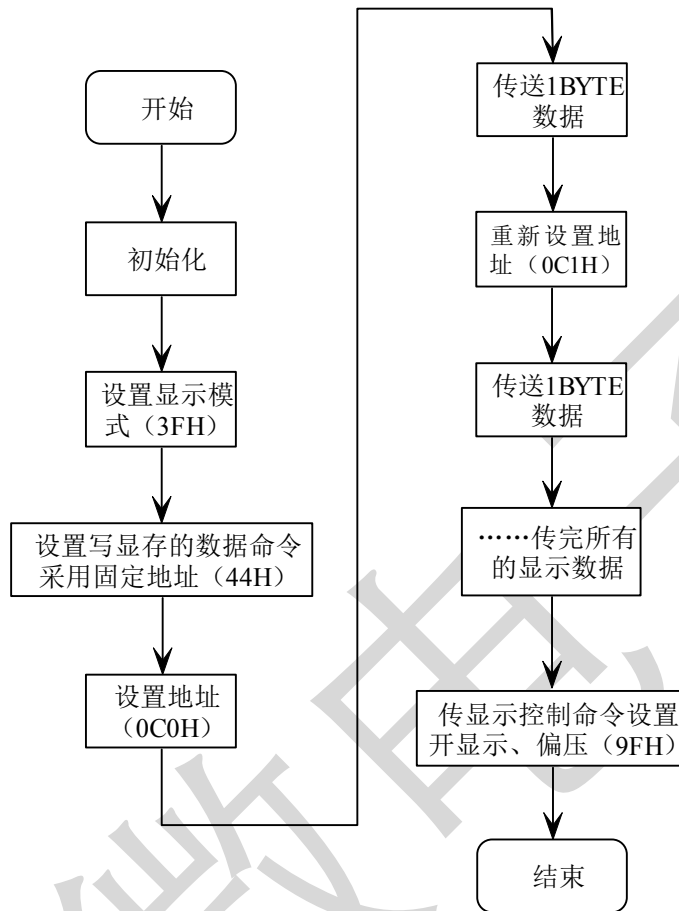 开始
初始化
设置显示模
式（3FH）
设置写显存的数据命令
采用固定地址（44H）
设置地址
（0C0H）
传送1BYTE
数据
重新设置地
址（0C1H）
传送1BYTE
数据
……传完所有
的显示数据
传显示控制命令设置
开显示、偏压（9FH）
结束
微电